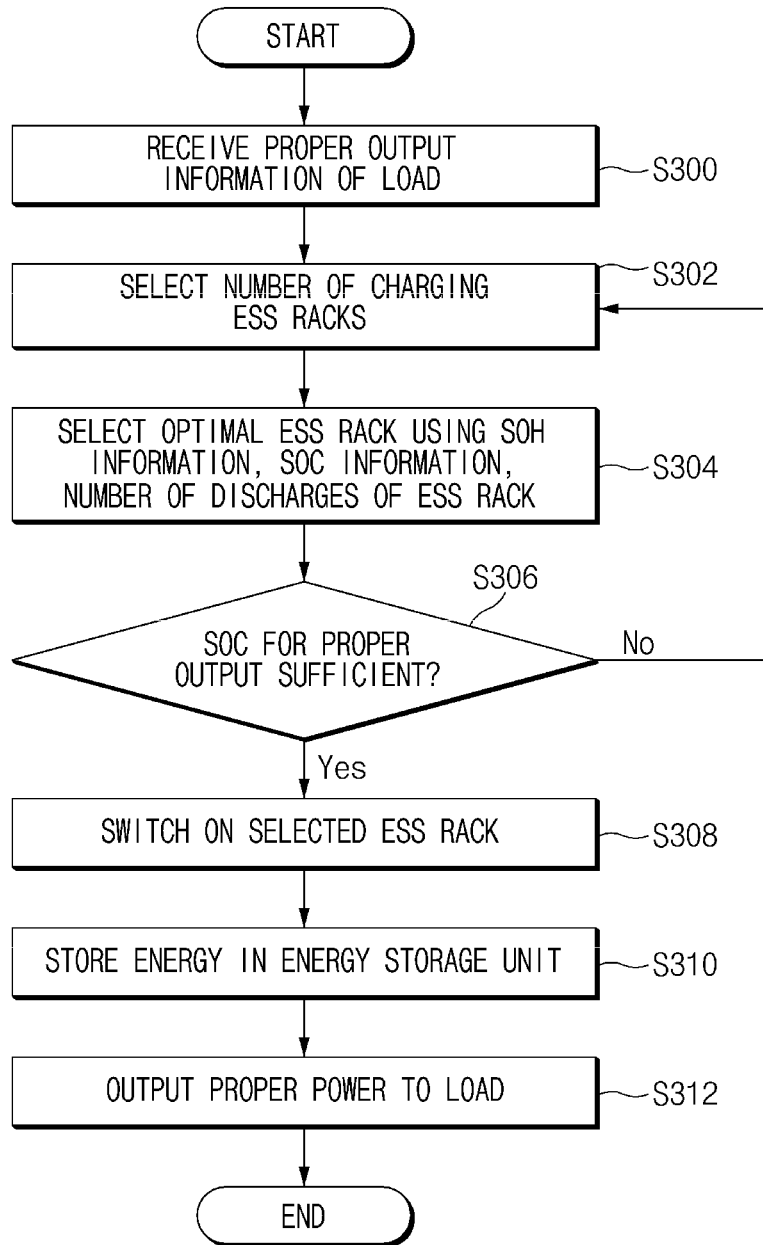 START
RECEIVE PROPER OUTPUT
INFORMATION OF LOAD
S300
SELECT NUMBER OF CHARGING
ESS RACKS
S302
SELECT OPTIMAL ESS RACK USING SOH
INFORMATION, SOC INFORMATION,
NUMBER OF DISCHARGES OF ESS RACK
S304
S306
SOC FOR PROPER
OUTPUT SUFFICIENT?
No
Yes
SWITCH ON SELECTED ESS RACK
S308
STORE ENERGY IN ENERGY STORAGE UNIT
S310
OUTPUT PROPER POWER TO LOAD
S312
END